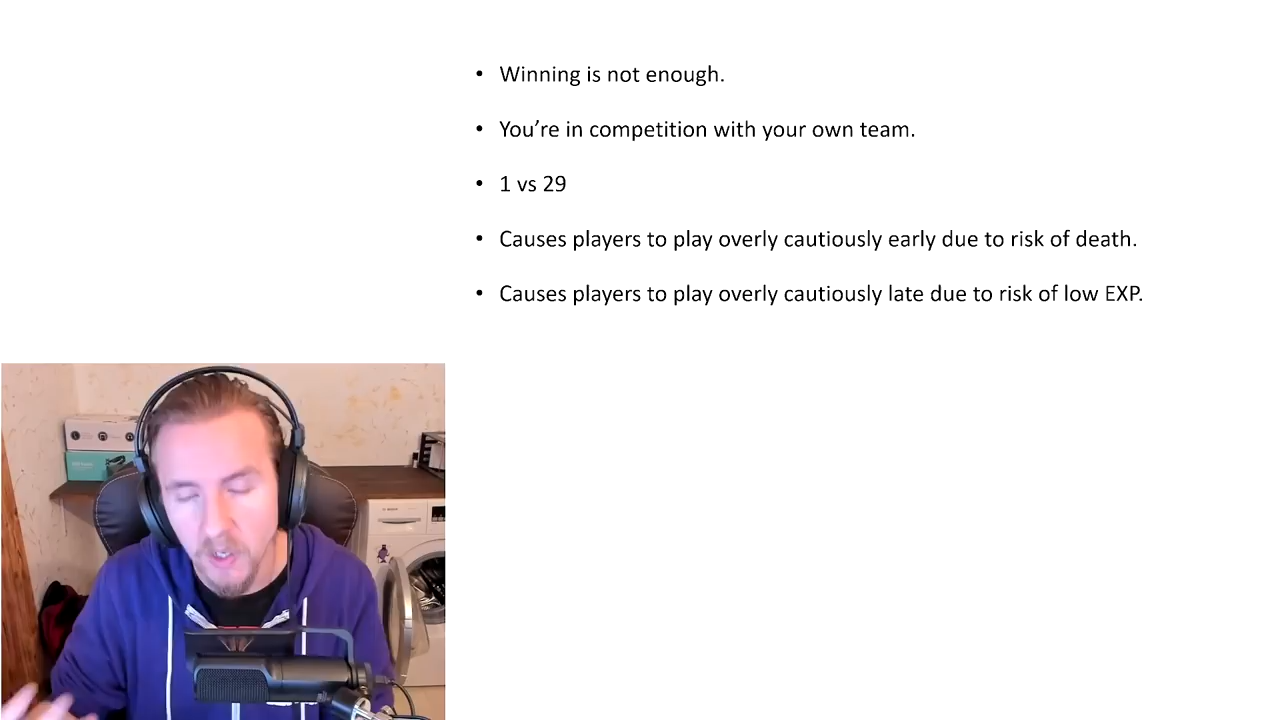 • Winning is not enough.
• You’re in competition with your own team.
• 1 vs 29
• Causes players to play overly cautiously early due to risk of death.
• Causes players to play overly cautiously late due to risk of low EXP.